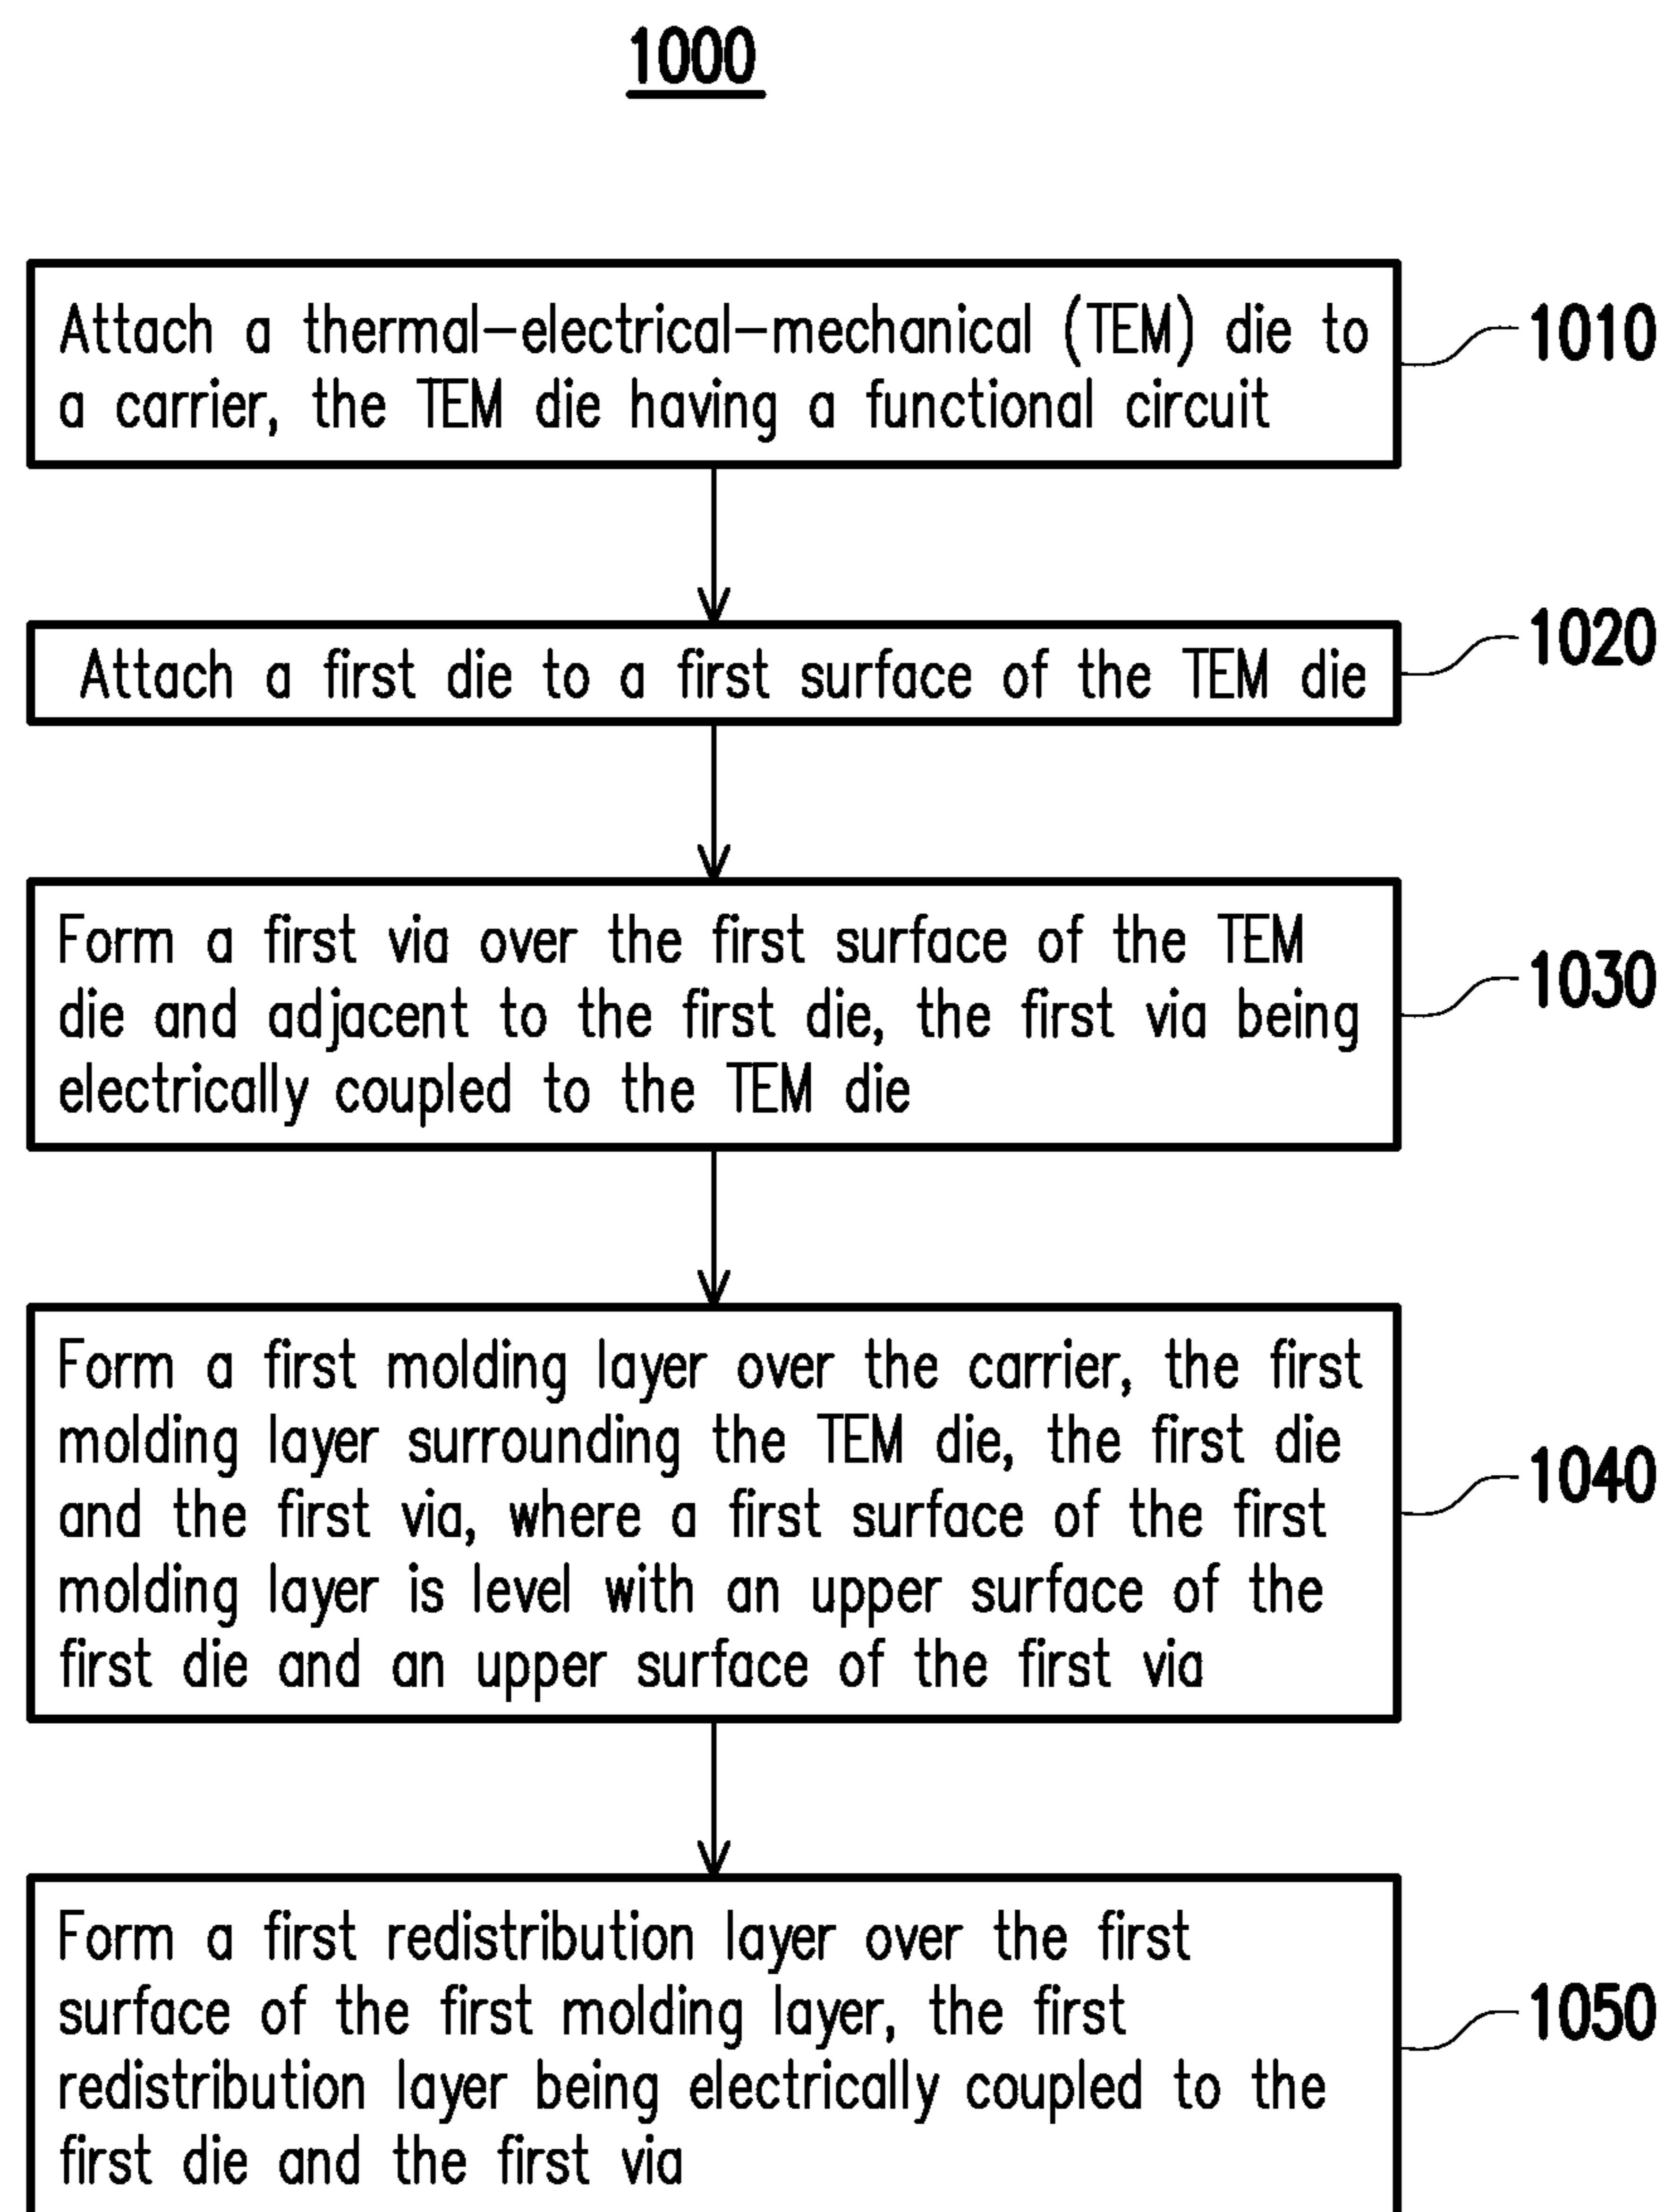 1000
Attach a thermal-electrical-mechanical (TEM) die to
a carrier, the TEM die having a functional circuit
1010
Attach a first die to a first surface of the TEM die
1020
Form a first via over the first surface of the TEM
die and adjacent to the first die, the first via being
electrically coupled to the TEM die
1030
Form a first molding layer over the carrier, the first
molding layer surrounding the TEM die, the first die
and the first via, where a first surface of the first
molding layer is level with an upper surface of the
first die and an upper surface of the first via
1040
Form a first redistribution layer over the first
surface of the first molding layer, the first
redistribution layer being electrically coupled to the
first die and the first via
1050